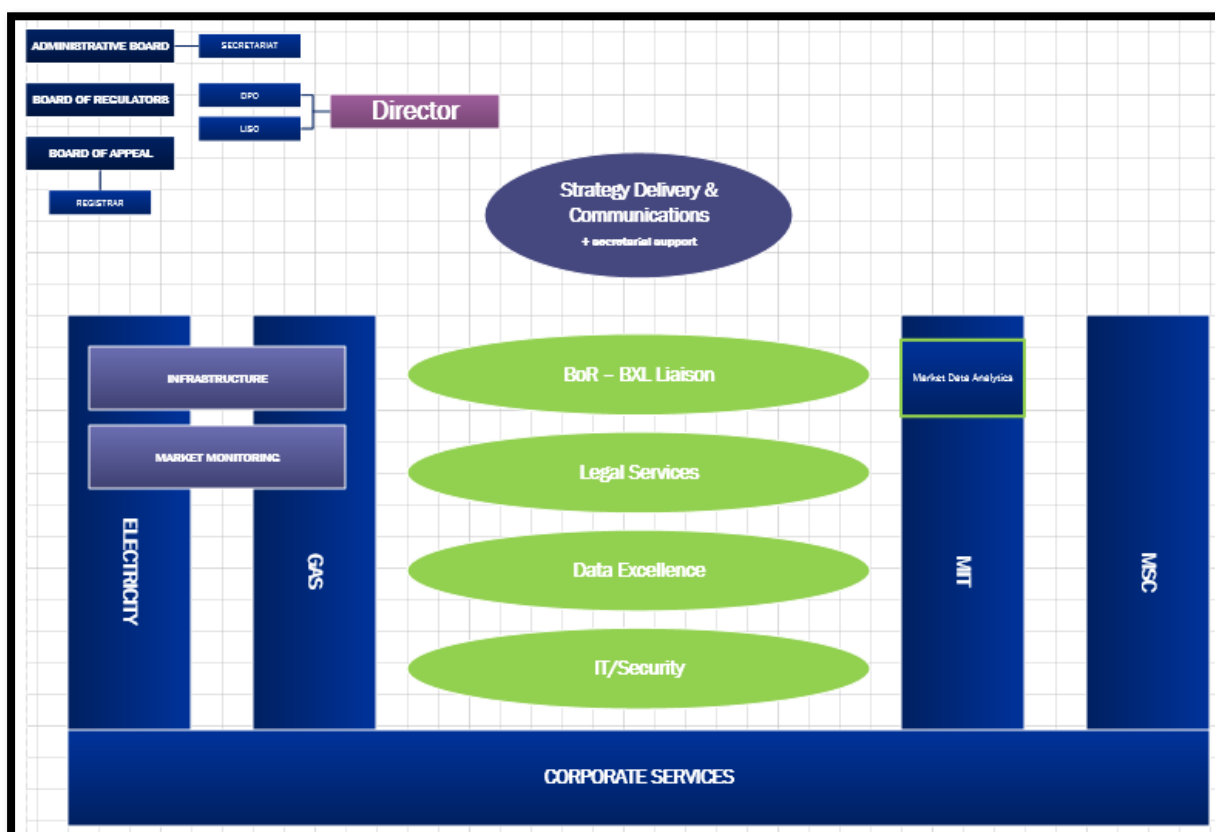 ADMINISTRATIVE BOARD
SECRETARIAT
BOARD OF REGULATORS
DPO
LISO
Director
BOARD OF APPEAL
REGISTRAR
Strategy Delivery &
Communications
+ secretarial support
INFRASTRUCTURE
MARKET MONITORING
ELECTRICITY
GAS
BoR – BXL Liaison
Legal Services
Data Excellence
IT/Security
Market Data Analytics
MIT
MSC
CORPORATE SERVICES